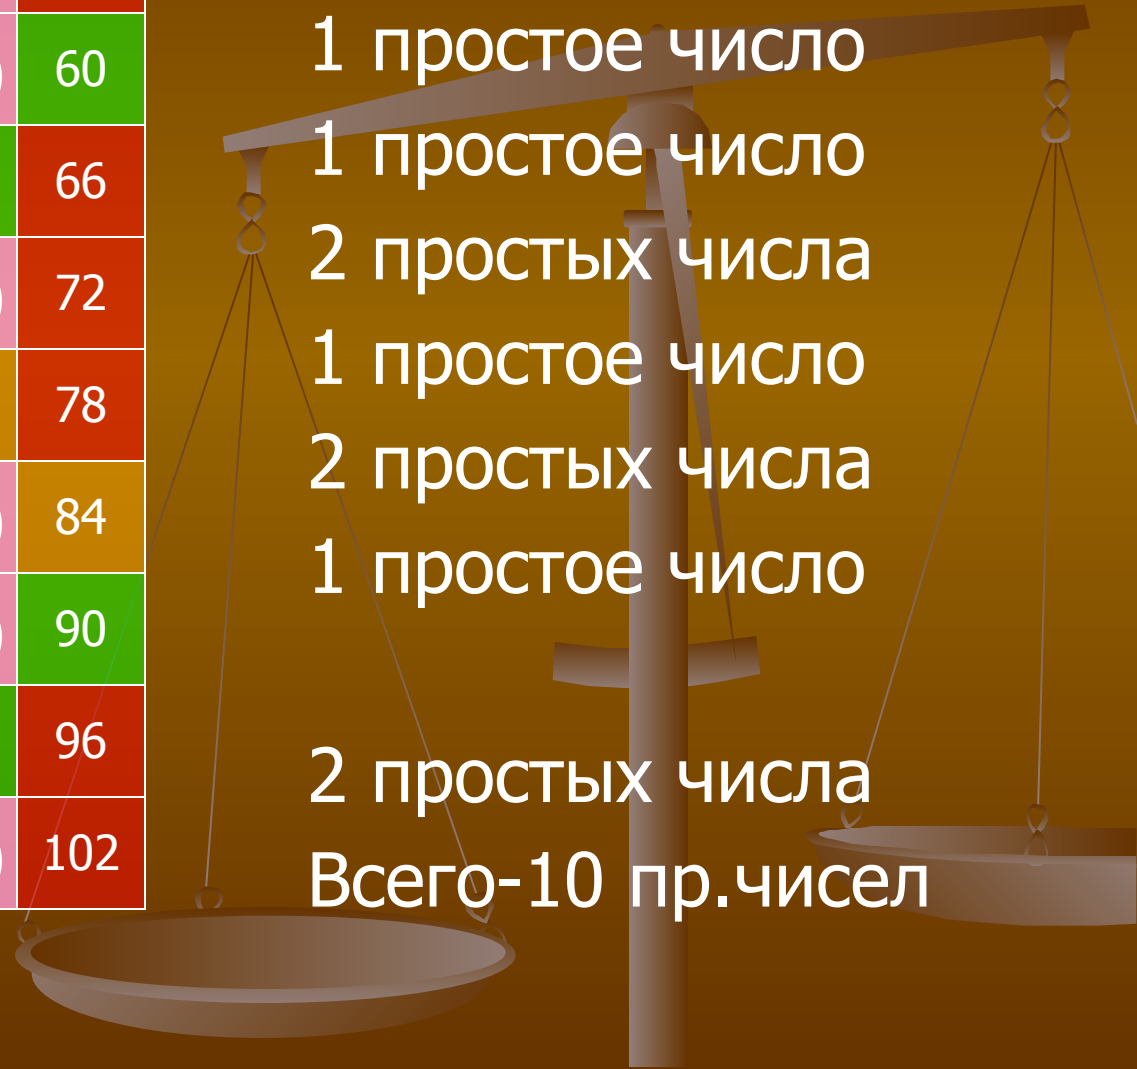 60
66
72
78
84
90
96
102
1 простое число
1 простое число
2 простых числа
1 простое число
2 простых числа
1 простое число
2 простых числа
Всего-10 пр.чисел